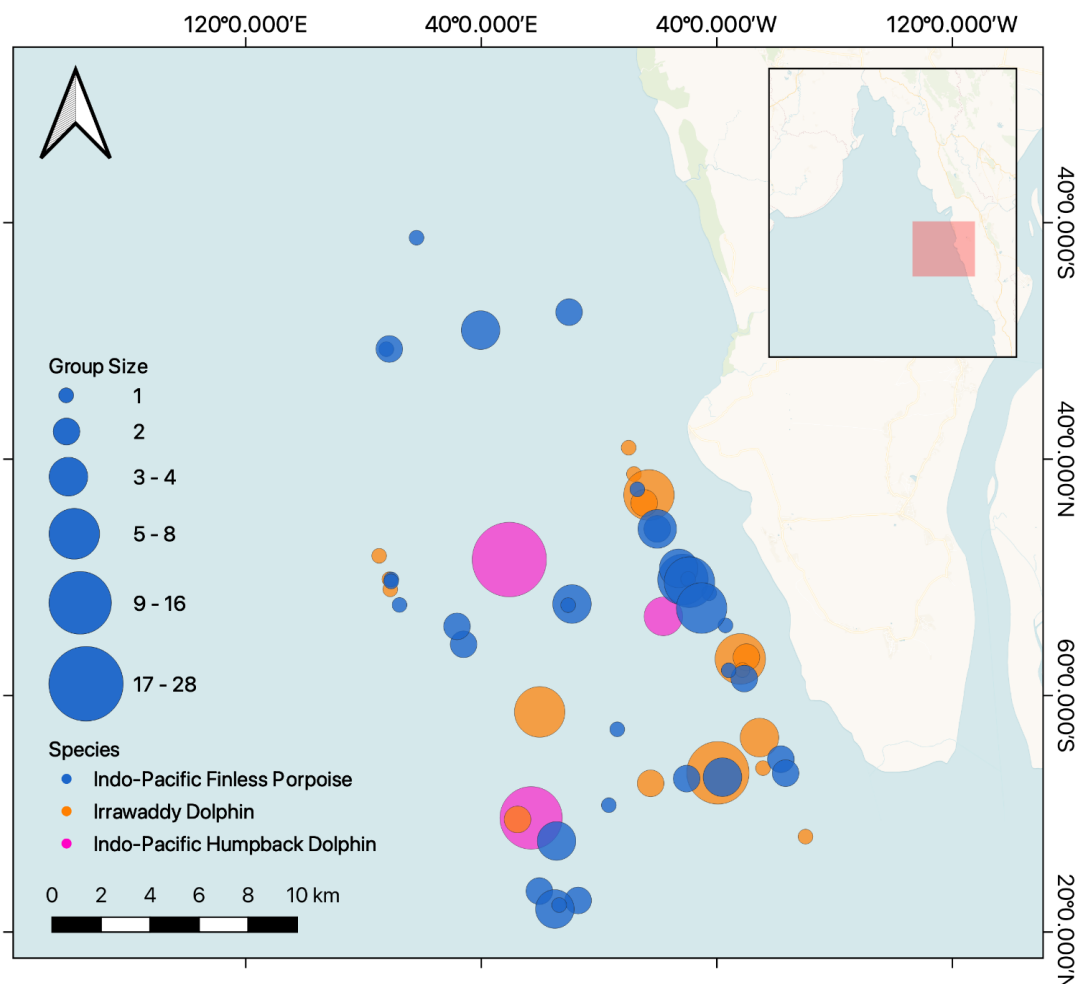 120°0.000′E 40°0.000′E 40°0.000′W 120°0.000′W
40°0.000′S
40°0.000′N
60°0.000′S
20°0.000′N
Group Size
1
2
3 - 4
5 - 8
9 - 16
17 - 28
Species
Indo-Pacific Finless Porpoise
Irrawaddy Dolphin
Indo-Pacific Humpback Dolphin
0 2 4 6 8 10 km